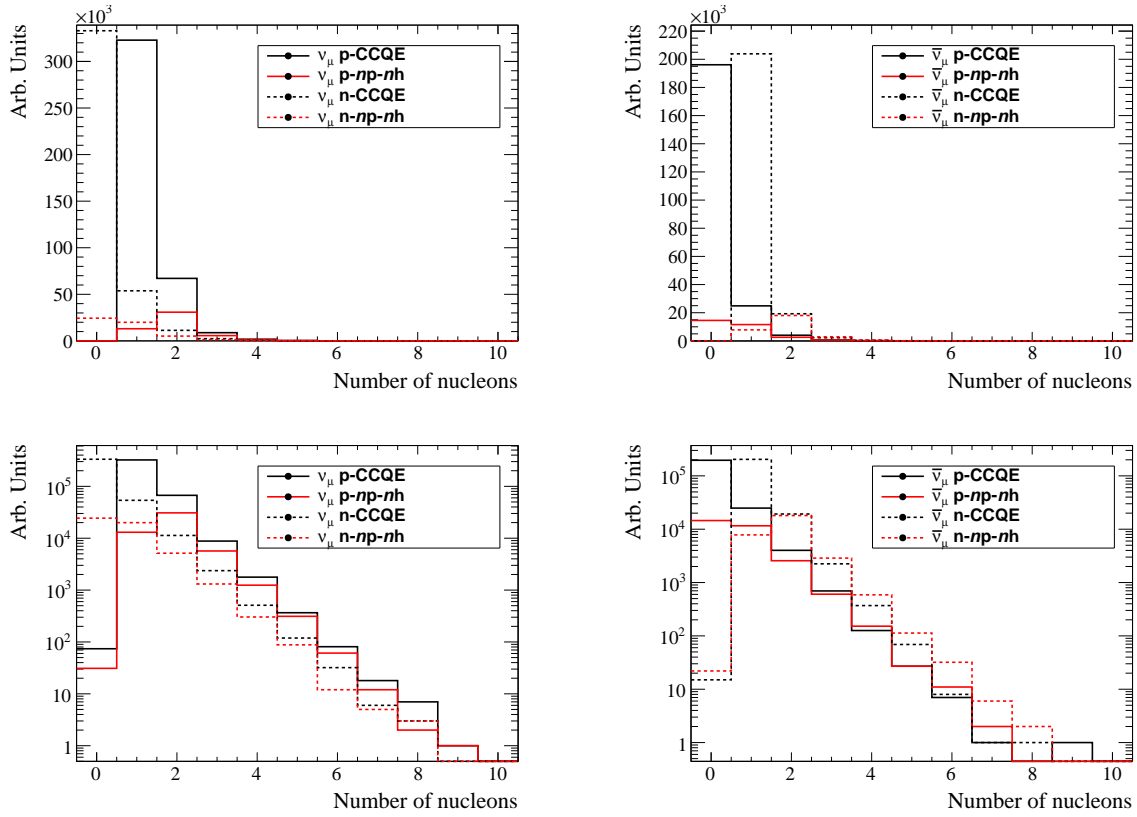 ×10³
Arb. Units
300
250
200
150
100
50
0
0 2 4 6 8 10
Number of nucleons
νμ p-CCQE
νμ p-np-nh
νμ n-CCQE
νμ n-np-nh
×10³
Arb. Units
220
200
180
160
140
120
100
80
60
40
20
0
0 2 4 6 8 10
Number of nucleons
ν̅μ p-CCQE
ν̅μ p-np-nh
ν̅μ n-CCQE
ν̅μ n-np-nh
Arb. Units
10⁵
10⁴
10³
10²
10
1
0 2 4 6 8 10
Number of nucleons
νμ p-CCQE
νμ p-np-nh
νμ n-CCQE
νμ n-np-nh
Arb. Units
10⁵
10⁴
10³
10²
10
1
0 2 4 6 8 10
Number of nucleons
ν̅μ p-CCQE
ν̅μ p-np-nh
ν̅μ n-CCQE
ν̅μ n-np-nh